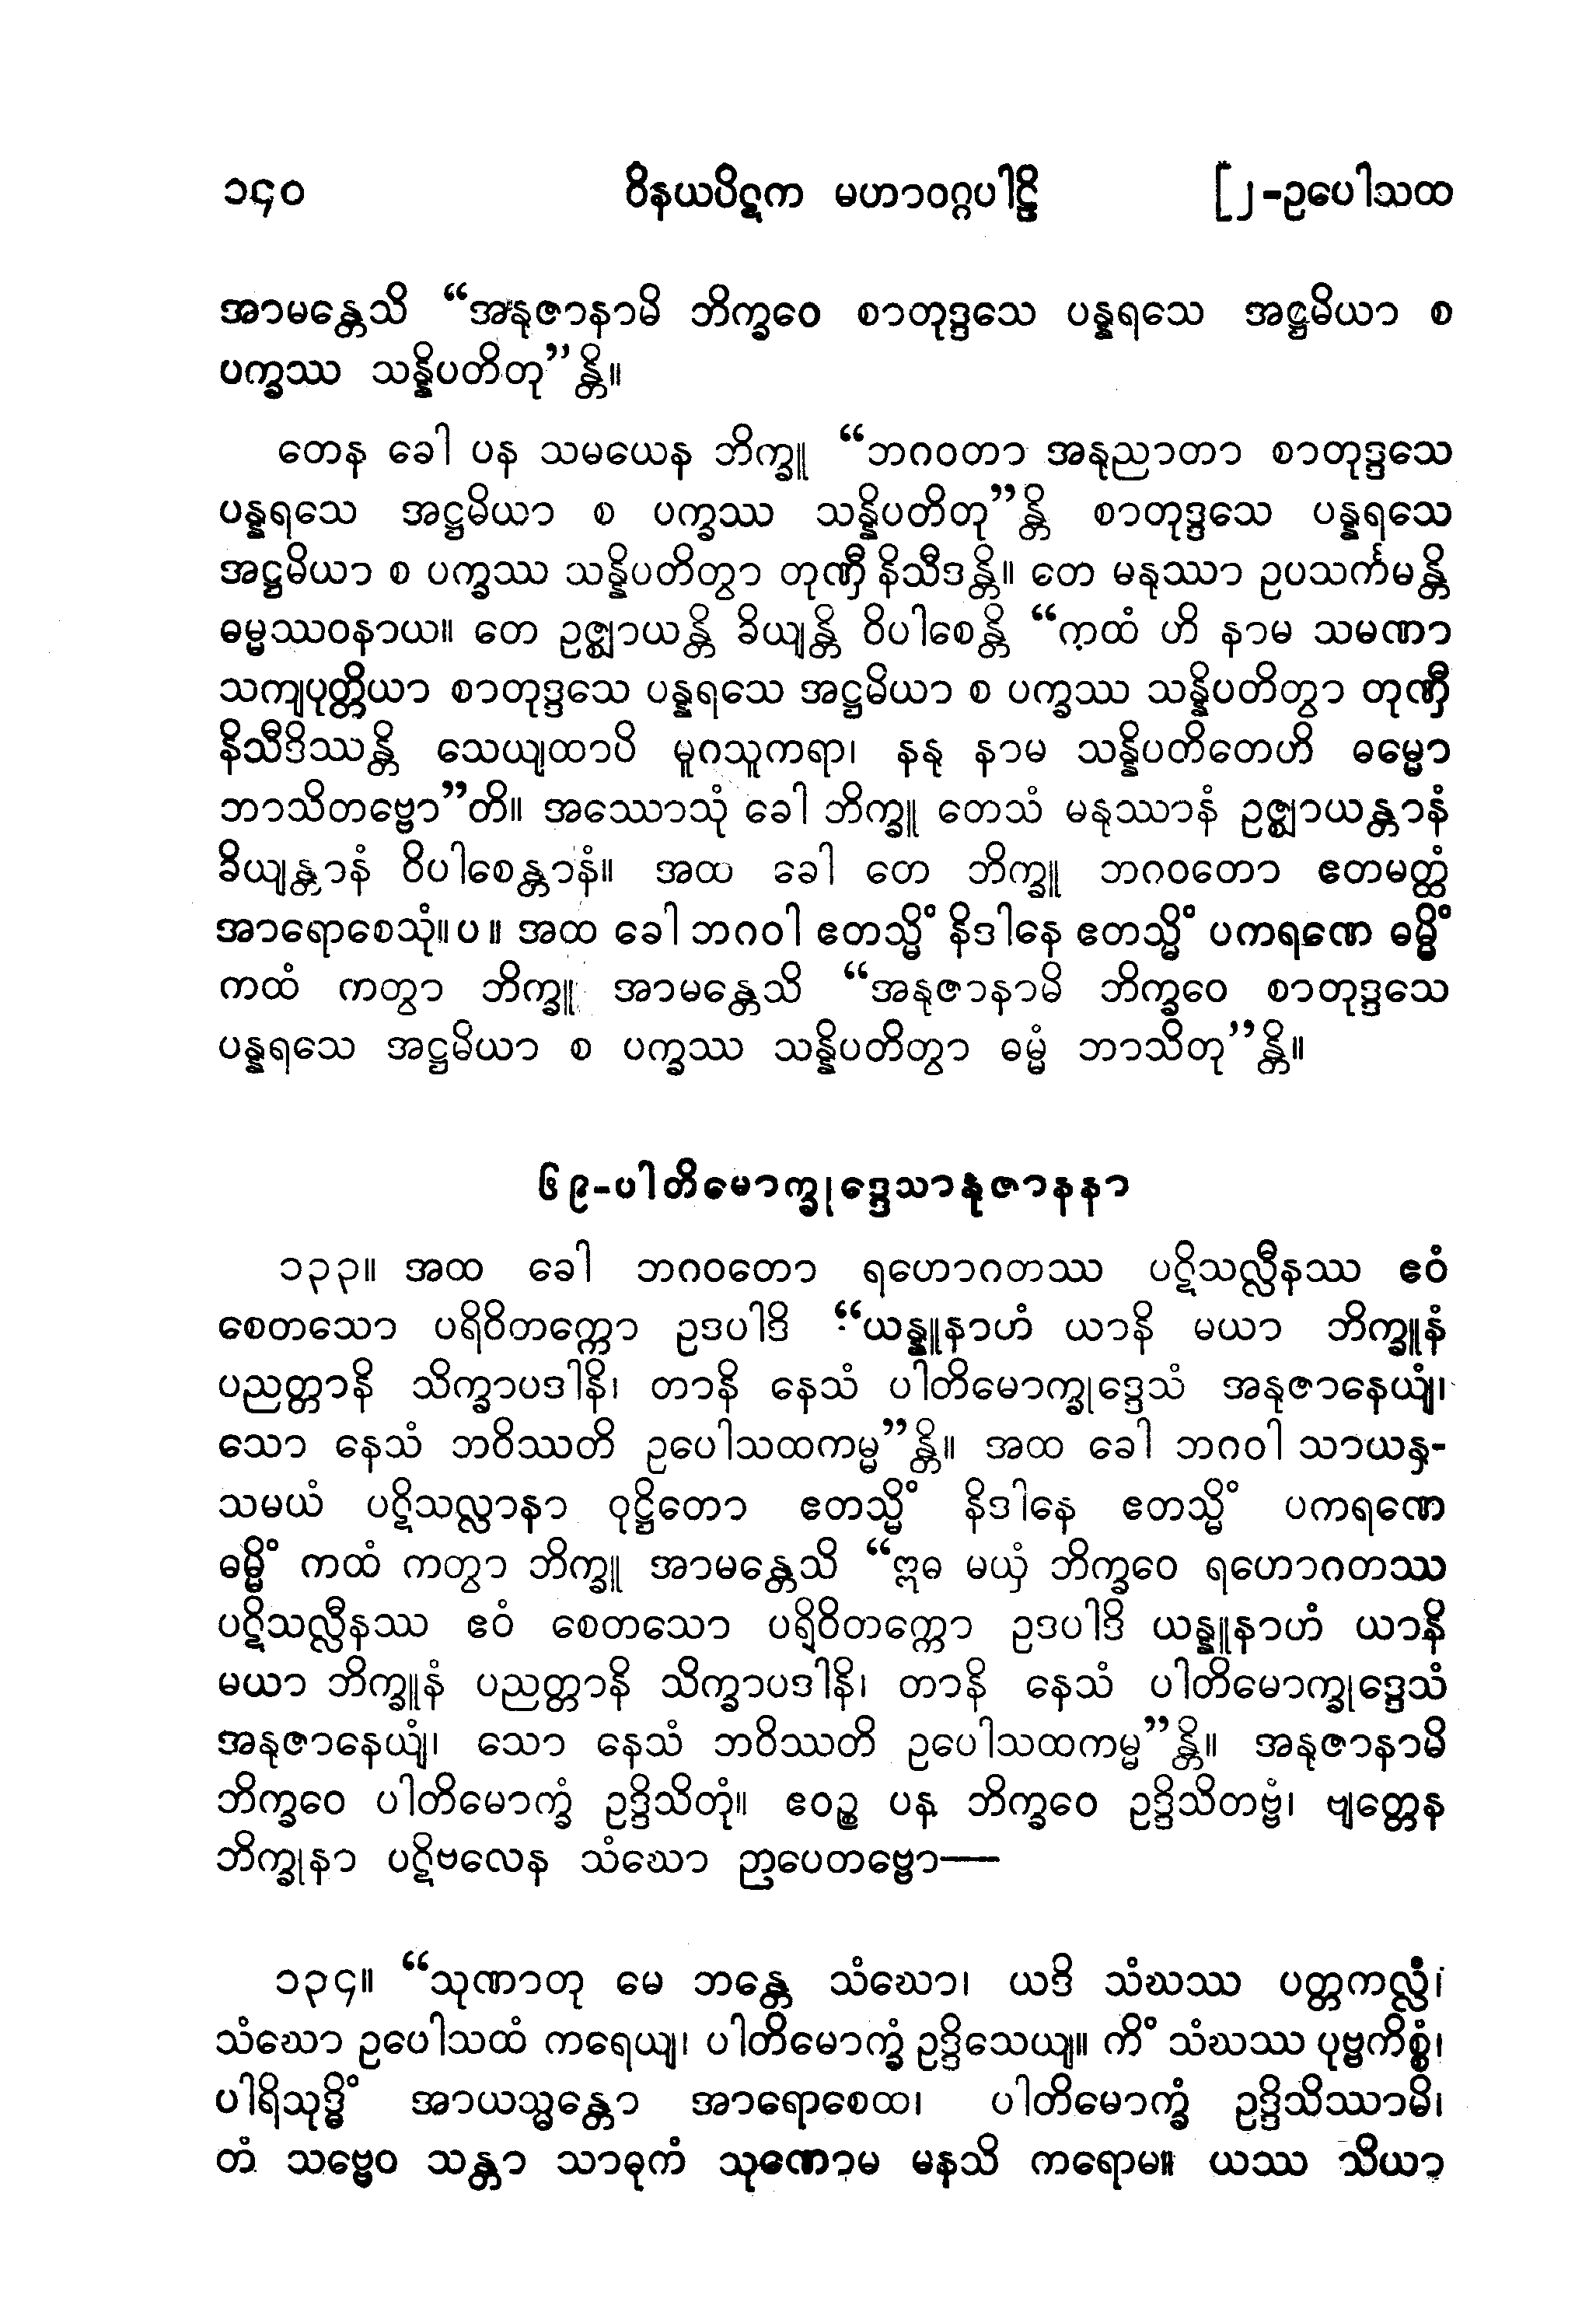 ၁၄၀ ဝိနယပိဋက မဟာဝဂ္ဂပါဠိ [၂-ဥပေါသထ
အာမန္တေသိ “အနုဇာနာမိ ဘိက္ခဝေ စာတုဒ္ဒသေ ပန္နရသေ အဋ္ဌမိယာ စ
ပက္ခဿ သန္နိပတိတု”န္တိ။
တေန ခေါ ပန သမယေန ဘိက္ခူ “ဘဂဝတာ အနုညာတာ စာတုဒ္ဒသေ
ပန္နရသေ အဋ္ဌမိယာ စ ပက္ခဿ သန္နိပတိတု”န္တိ စာတုဒ္ဒသေ ပန္နရသေ
အဋ္ဌမိယာ စ ပက္ခဿ သန္နိပတိတွာ တုဏှီ နိသီဒန္တိ။ တေ မနုဿာ ဥပသင်္ကမန္တိ
ဓမ္မဿဝနာယ။ တေ ဥဇ္ဈာယန္တိ ခိယျန္တိ ဝိပါစေန္တိ “ကထံ ဟိ နာမ သမဏာ
သကျပုတ္တိယာ စာတုဒ္ဒသေ ပန္နရသေ အဋ္ဌမိယာ စ ပက္ခဿ သန္နိပတိတွာ တုဏှီ
နိသီဒိဿန္တိ သေယျထာပိ မူဂသူကရာ၊ နနု နာမ သန္နိပတိတေဟိ ဓမ္မော
ဘာသိတဗ္ဗော”တိ။ အဿောသုံ ခေါ ဘိက္ခူ တေသံ မနုဿာနံ ဥဇ္ဈာယန္တာနံ
ခိယျန္တာနံ ဝိပါစေန္တာနံ။ အထ ခေါ တေ ဘိက္ခူ ဘဂဝတော ဧတမတ္ထံ
အာရောစေသုံ။ပ။ အထ ခေါ ဘဂဝါ ဧတသ္မိံ နိဒါနေ ဧတသ္မိံ ပကရဏေ ဓမ္မိံ
ကထံ ကတွာ ဘိက္ခူ အာမန္တေသိ “အနုဇာနာမိ ဘိက္ခဝေ စာတုဒ္ဒသေ
ပန္နရသေ အဋ္ဌမိယာ စ ပက္ခဿ သန္နိပတိတွာ ဓမ္မံ ဘာသိတု”န္တိ။
၆၉-ပါတိမောက္ခုဒ္ဒေသာနုဇာနနာ
၁၃၃။ အထ ခေါ ဘဂဝတော ရဟောဂတဿ ပဋိသလ္လီနဿ ဧဝံ
စေတသော ပရိဝိတက္ကော ဥဒပါဒိ “ယန္နူနာဟံ ယာနိ မယာ ဘိက္ခူနံ
ပညတ္တာနိ သိက္ခာပဒါနိ၊ တာနိ နေသံ ပါတိမောက္ခုဒ္ဒေသံ အနုဇာနေယျံ၊
သော နေသံ ဘဝိဿတိ ဥပေါသထကမ္မ”န္တိ။ အထ ခေါ ဘဂဝါ သာယနှ-
သမယံ ပဋိသလ္လာနာ ဝုဋ္ဌိတော ဧတသ္မိံ နိဒါနေ ဧတသ္မိံ ပကရဏေ
ဓမ္မိံ ကထံ ကတွာ ဘိက္ခူ အာမန္တေသိ “ဣဓ မယှံ ဘိက္ခဝေ ရဟောဂတဿ
ပဋိသလ္လီနဿ ဧဝံ စေတသော ပရိဝိတက္ကော ဥဒပါဒိ ယန္နူနာဟံ ယာနိ
မယာ ဘိက္ခူနံ ပညတ္တာနိ သိက္ခာပဒါနိ၊ တာနိ နေသံ ပါတိမောက္ခုဒ္ဒေသံ
အနုဇာနေယျံ၊ သော နေသံ ဘဝိဿတိ ဥပေါသထကမ္မ”န္တိ။ အနုဇာနာမိ
ဘိက္ခဝေ ပါတိမောက္ခံ ဥဒ္ဒိသိတုံ။ ဧဝဉ္စ ပန ဘိက္ခဝေ ဥဒ္ဒိသိတဗ္ဗံ၊ ဗျတ္တေန
ဘိက္ခုနာ ပဋိဗလေန သံဃော ဉာပေတဗ္ဗော—
၁၃၄။ “သုဏာတု မေ ဘန္တေ သံဃော၊ ယဒိ သံဃဿ ပတ္တကလ္လံ၊
သံဃော ဥပေါသထံ ကရေယျ၊ ပါတိမောက္ခံ ဥဒ္ဒိသေယျ။ ကိံ သံဃဿ ပုဗ္ဗကိစ္စံ၊
ပါရိသုဒ္ဓိံ အာယသ္မန္တော အာရောစေထ၊ ပါတိမောက္ခံ ဥဒ္ဒိသိဿာမိ၊
တံ သဗ္ဗေဝ သန္တာ သာဓုကံ သုဏောမ မနသိ ကရောမ။ ယဿ သိယာ